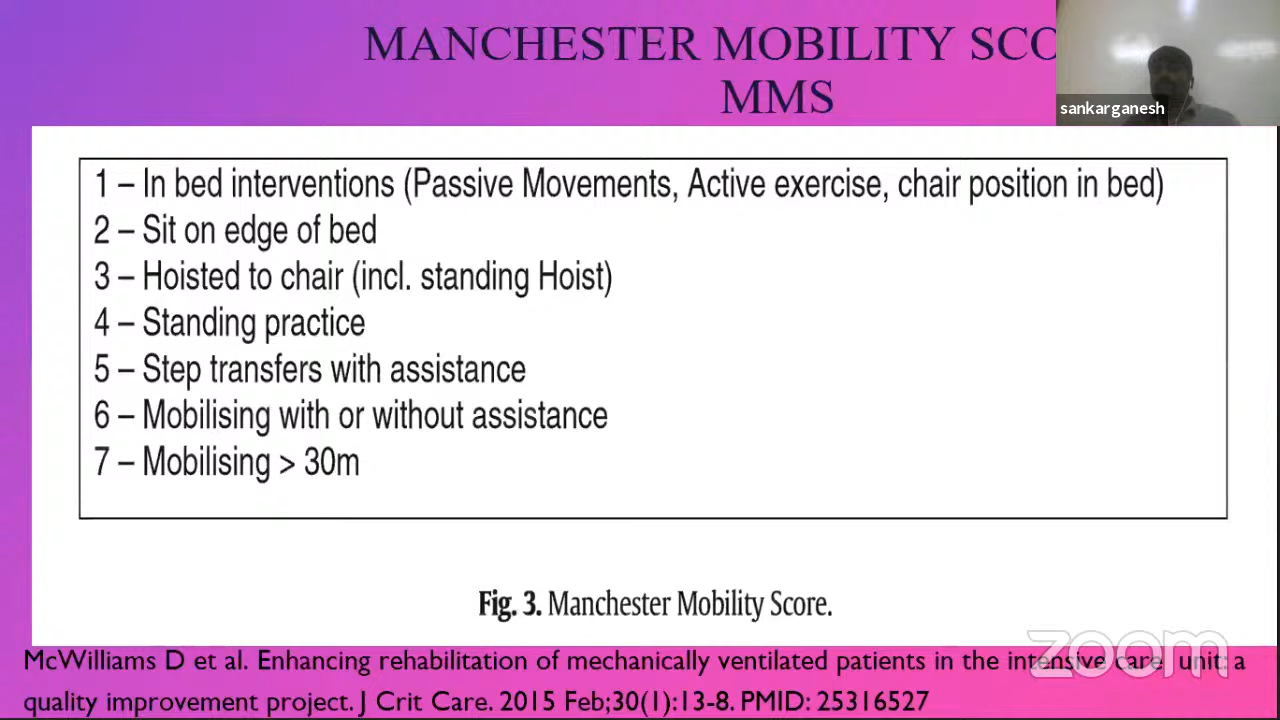 MANCHESTER MOBILITY SCO
MMS
sankarganesh
1 – In bed interventions (Passive Movements, Active exercise, chair position in bed)
2 – Sit on edge of bed
3 – Hoisted to chair (incl. standing Hoist)
4 – Standing practice
5 – Step transfers with assistance
6 – Mobilising with or without assistance
7 – Mobilising > 30m
Fig. 3. Manchester Mobility Score.
zoom
McWilliams D et al. Enhancing rehabilitation of mechanically ventilated patients in the intensive care unit: a
quality improvement project. J Crit Care. 2015 Feb;30(1):13-8. PMID: 25316527